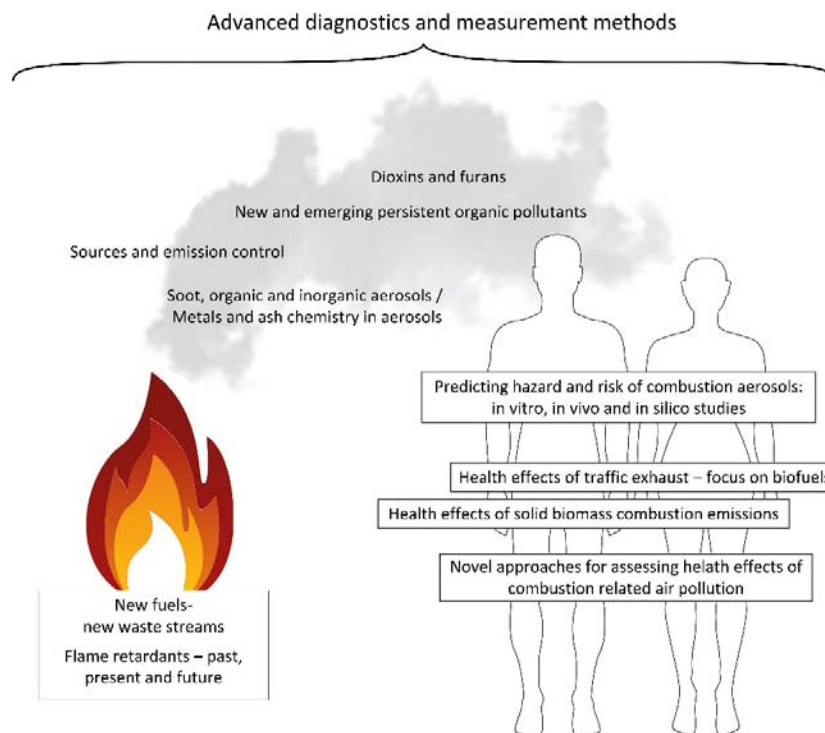 Advanced diagnostics and measurement methods
Dioxins and furans
New and emerging persistent organic pollutants
Sources and emission control
Soot, organic and inorganic aerosols /
Metals and ash chemistry in aerosols
Predicting hazard and risk of combustion aerosols:
in vitro, in vivo and in silico studies
Health effects of traffic exhaust – focus on biofuels
Health effects of solid biomass combustion emissions
Novel approaches for assessing helath effects of
combustion related air pollution
New fuels-
new waste streams
Flame retardants – past,
present and future